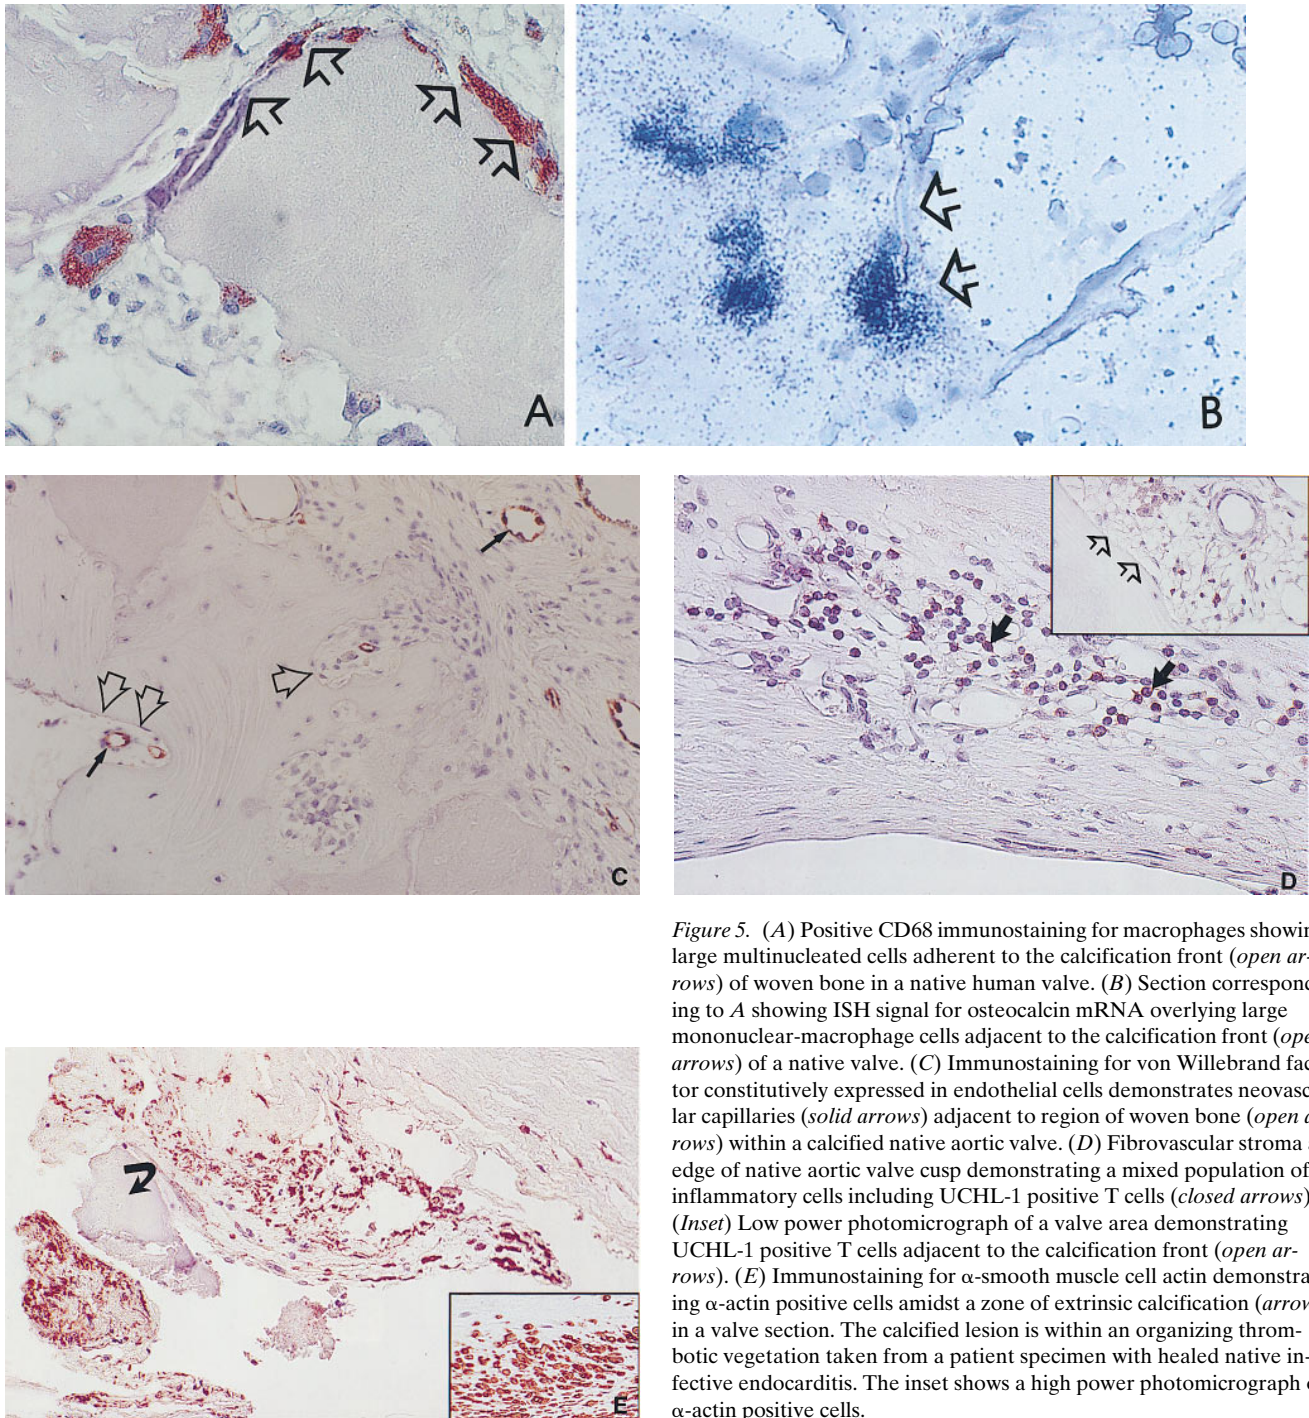 A
B
C
D
Figure 5. (A) Positive CD68 immunostaining for macrophages
large multinucleated cells adherent to the calcification front (open ar-
rows) of woven bone in a native human valve. (B) Section
ing to A showing ISH signal for osteocalcin mRNA overlying large
mononuclear-macrophage cells adjacent to the calcification front
arrows) of a native valve. (C) Immunostaining for von Willebrand
tor constitutively expressed in endothelial cells demonstrates
lar capillaries (solid arrows) adjacent to region of woven bone (open
rows) within a calcified native aortic valve. (D) Fibrovascular stroma
edge of native aortic valve cusp demonstrating a mixed population of
inflammatory cells including UCHL-1 positive T cells (closed arrows)
(Inset) Low power photomicrograph of a valve area demonstrating
UCHL-1 positive T cells adjacent to the calcification front (open ar-
rows). (E) Immunostaining for α-smooth muscle cell actin
ing α-actin positive cells amidst a zone of extrinsic calcification
in a valve section. The calcified lesion is within an organizing throm-
botic vegetation taken from a patient specimen with healed native in-
fective endocarditis. The inset shows a high power photomicrograph
α-actin positive cells.
E